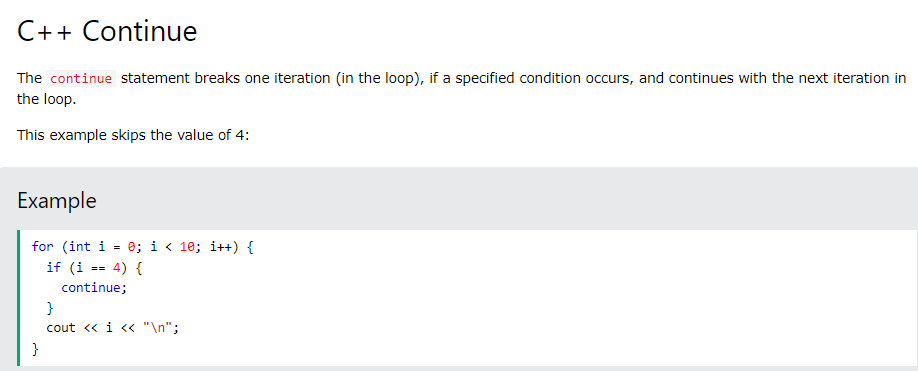 C++ Continue
The continue statement breaks one iteration (in the loop), if a specified condition occurs, and continues with the next iteration in
the loop.
This example skips the value of 4:
Example
for (int i = 0; i < 10; i++) {
  if (i == 4) {
    continue;
  }
  cout << i << "\n";
}